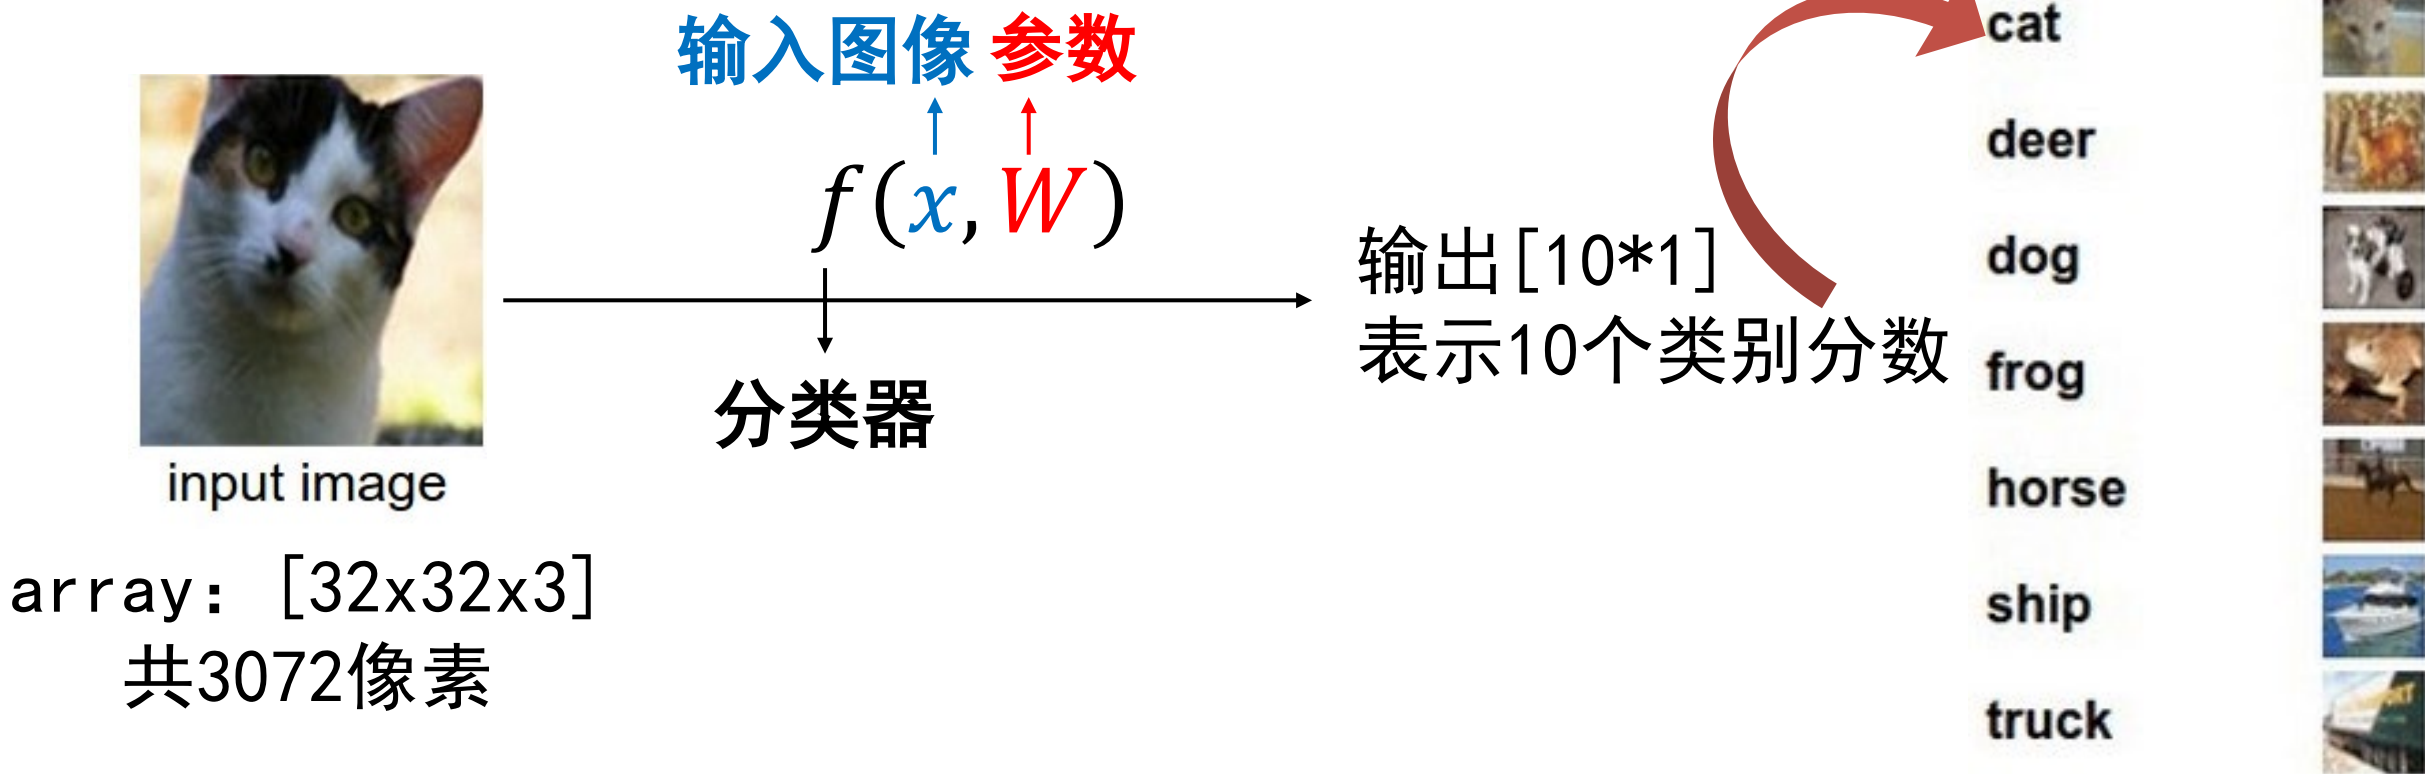 输入图像 参数
f(x, W)
分类器
input image
array: [32x32x3]
共3072像素
输出[10*1]
表示10个类别分数
cat
deer
dog
frog
horse
ship
truck